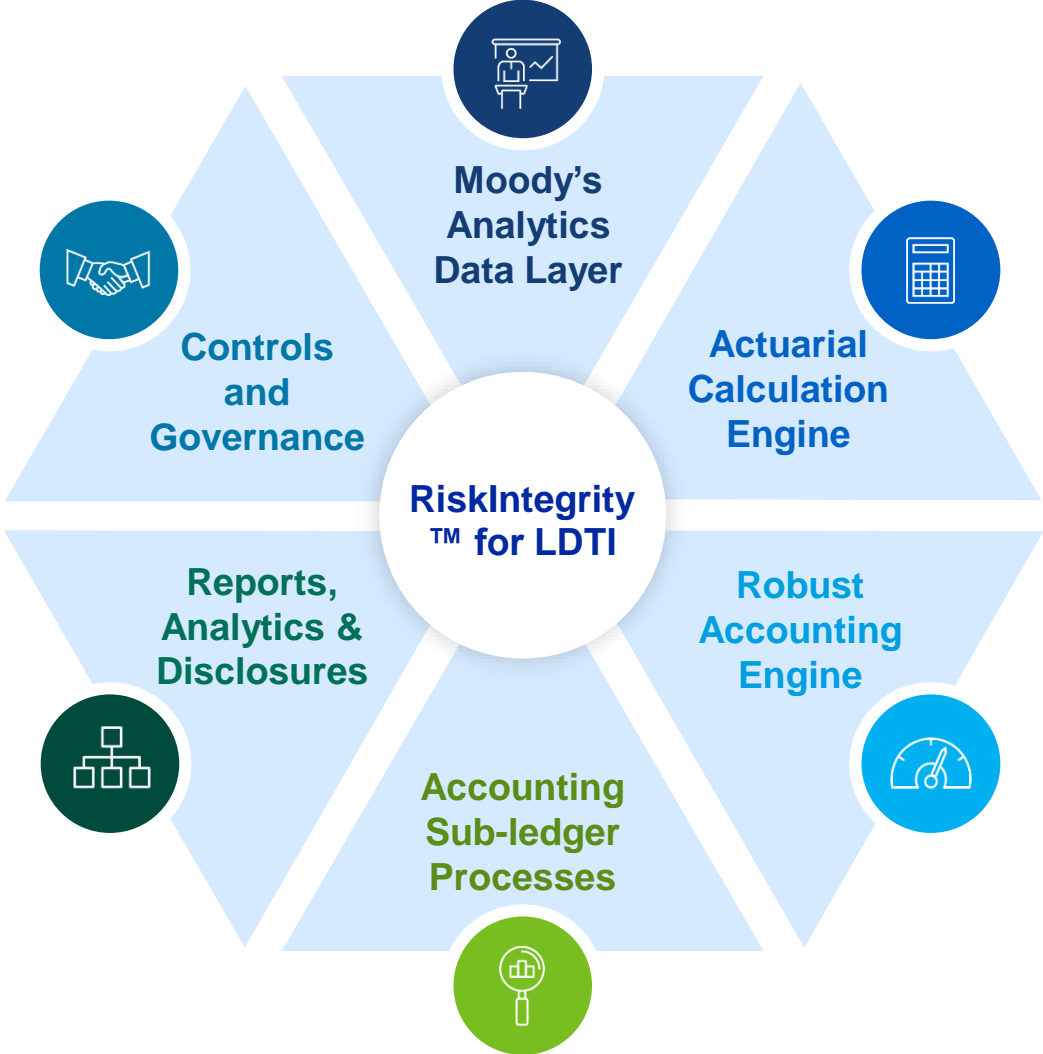 Moody’s
Analytics
Data Layer
Actuarial
Calculation
Engine
Controls
and
Governance
RiskIntegrity
™ for LDTI
Reports,
Analytics &
Disclosures
Robust
Accounting
Engine
Accounting
Sub-ledger
Processes